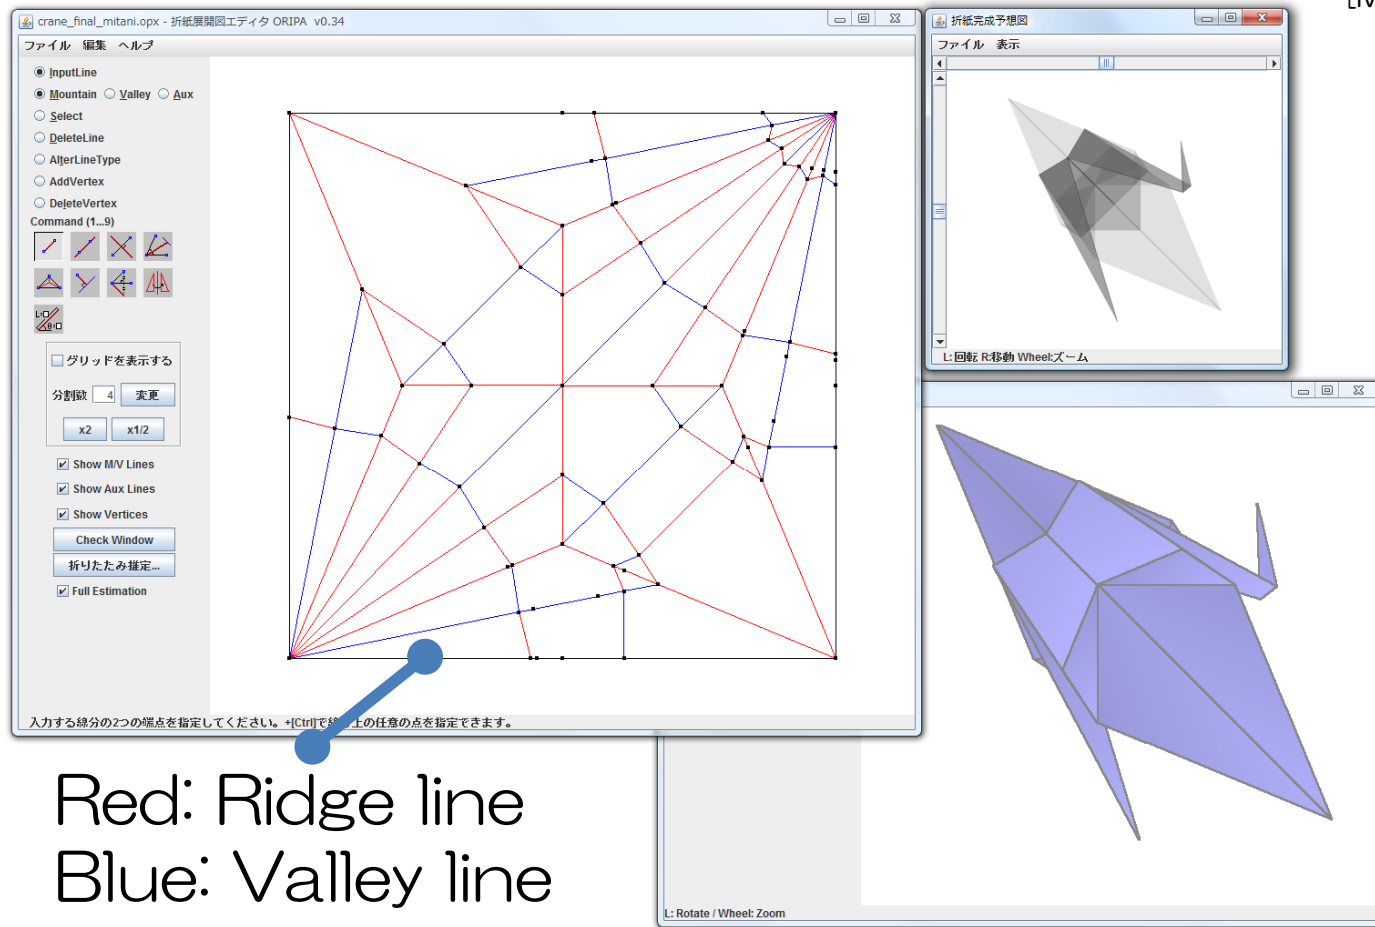 crane_final_mitani.opx - 折紙展開図エディタ ORIPA v0.34
ファイル 編集 ヘルプ
InputLine
Mountain Valley Aux
Select
DeleteLine
AlterLineType
AddVertex
DeleteVertex
Command (1...9)
グリッドを表示する
分割数 4 変更
x2 x1/2
Show M/V Lines
Show Aux Lines
Show Vertices
Check Window
折りたたみ推定...
Full Estimation
入力する線分の2つの端点を指定してください。+[Ctrl]で
上の任意の点を指定できます。
折紙完成予想図
ファイル 表示
L: 回転 R:移動 Wheel:ズーム
L: Rotate / Wheel: Zoom
Red: Ridge line
Blue: Valley line